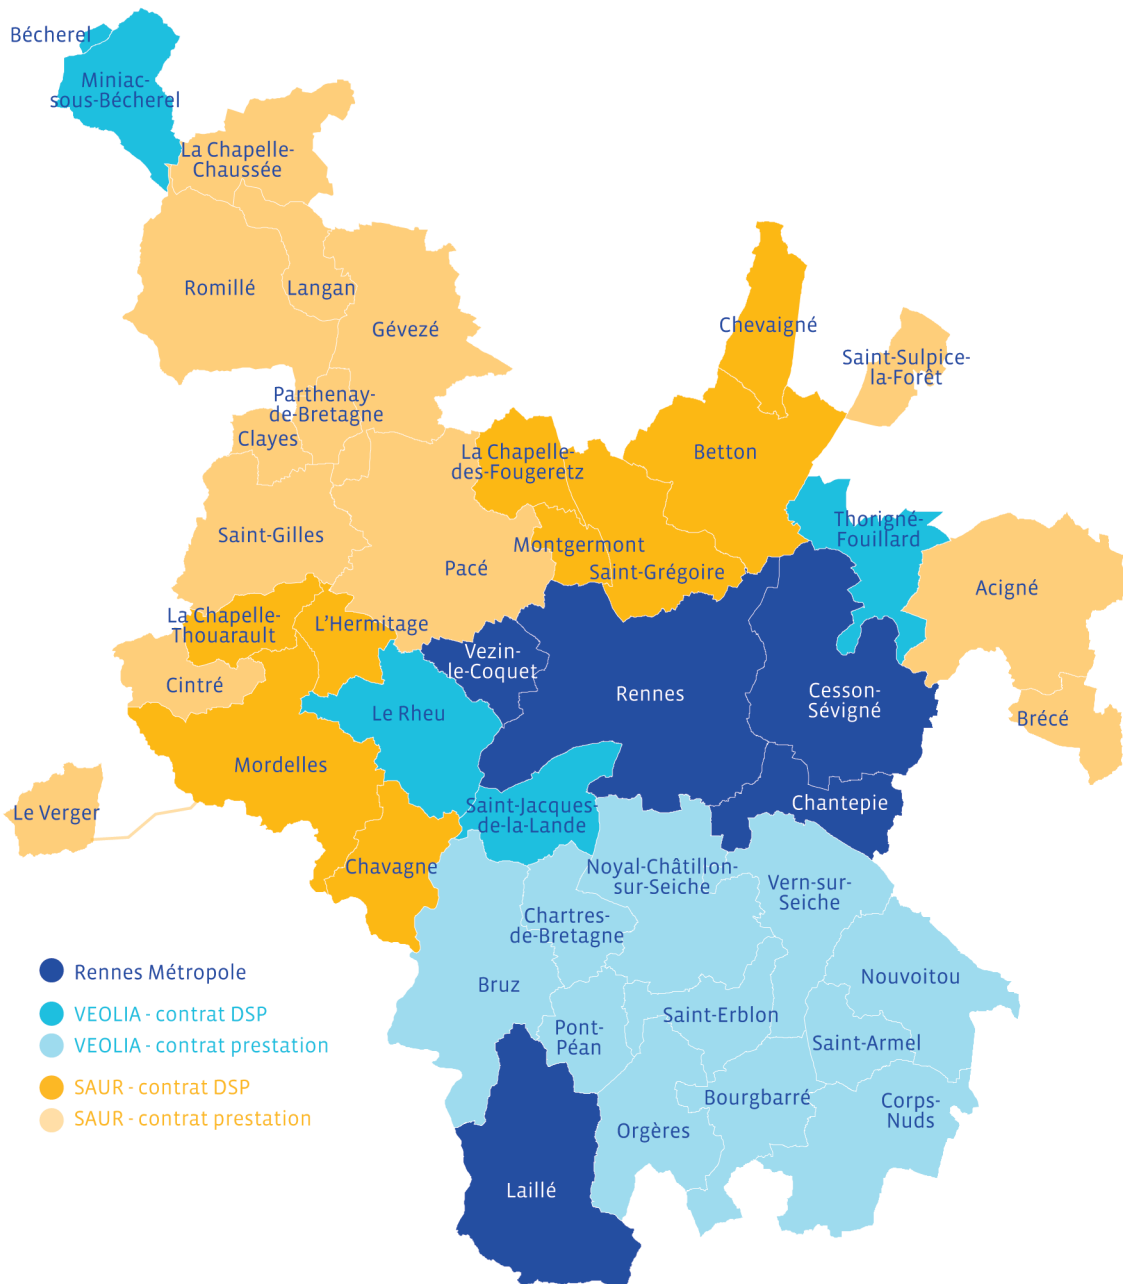 Bécherel
Miniac-
sous-Bécherel
La Chapelle-
Chaussée
Romillé
Langan
Gévezé
Chevaigné
Saint-Sulpice-
la-Forêt
Parthenay-
de-Bretagne
Clayes
La Chapelle-
des-Fougeretz
Betton
Saint-Gilles
Pacé
Montgermont
Saint-Grégoire
Thorigné-
Fouillard
Acigné
La Chapelle-
Thouarault
L’Hermitage
Vezin-
le-Coquet
Cintré
Rennes
Cesson-
Sévigné
Le Rheu
Brécé
Mordelles
Le Verger
Saint-Jacques-
de-la-Lande
Chantepie
Chavagne
Noyal-Châtillon-
sur-Seiche
Vern-sur-
Seiche
Chartres-
de-Bretagne
Bruz
Nouvoitou
Saint-Erblon
Pont-
Péan
Saint-Armel
Bourgbarré
Corps-
Nuds
Orgères
Laillé
Rennes Métropole
VEOLIA - contrat DSP
VEOLIA - contrat prestation
SAUR - contrat DSP
SAUR - contrat prestation